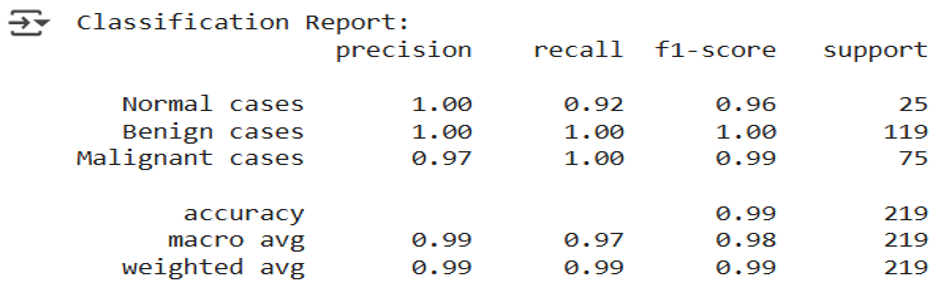 Classification Report:
precision recall f1-score support
Normal cases 1.00 0.92 0.96 25
Benign cases 1.00 1.00 1.00 119
Malignant cases 0.97 1.00 0.99 75
accuracy 0.99 219
macro avg 0.99 0.97 0.98 219
weighted avg 0.99 0.99 0.99 219